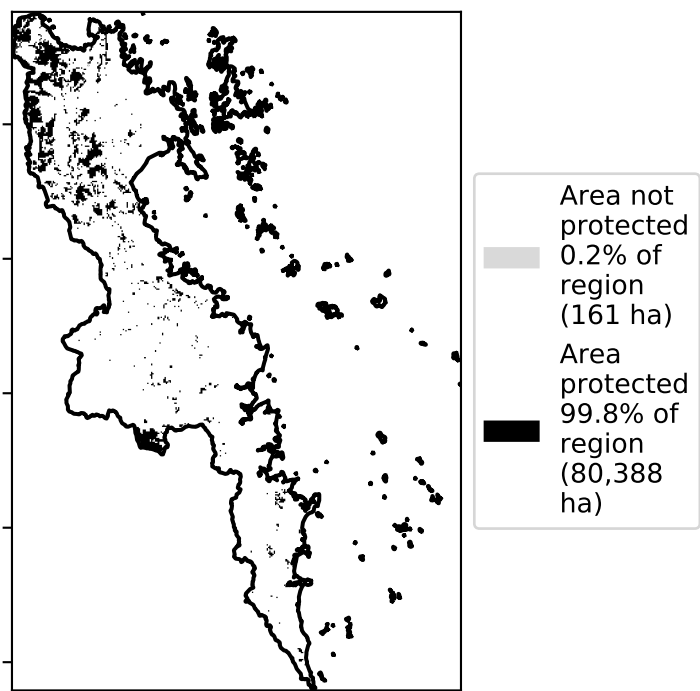 Area not
protected
0.2% of
region
(161 ha)
Area
protected
99.8% of
region
(80,388
ha)